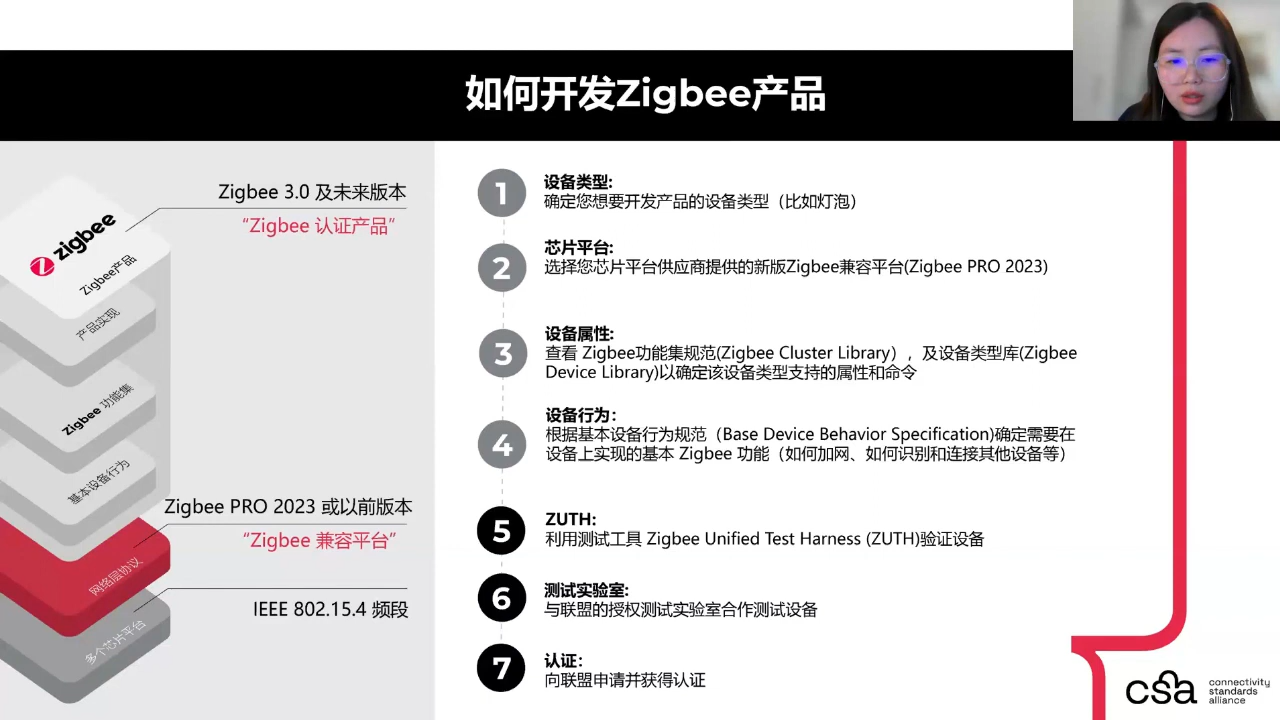 如何开发Zigbee产品
Zigbee 3.0 及未来版本
“Zigbee 认证产品”
zigbee
Zigbee产品
产品实现
Zigbee 功能集
基本设备行为
Zigbee PRO 2023 或以前版本
“Zigbee 兼容平台”
网络层协议
IEEE 802.15.4 频段
多个芯片平台
1
设备类型:
确定您想要开发产品的设备类型（比如灯泡）
2
芯片平台:
选择您芯片平台供应商提供的新版Zigbee兼容平台(Zigbee PRO 2023)
3
设备属性:
查看 Zigbee功能集规范(Zigbee Cluster Library），及设备类型库(Zigbee
Device Library)以确定该设备类型支持的属性和命令
4
设备行为：
根据基本设备行为规范（Base Device Behavior Specification)确定需要在
设备上实现的基本 Zigbee 功能（如何加网、如何识别和连接其他设备等）
5
ZUTH:
利用测试工具 Zigbee Unified Test Harness (ZUTH)验证设备
6
测试实验室:
与联盟的授权测试实验室合作测试设备
7
认证：
向联盟申请并获得认证
csa
connectivity
standards
alliance